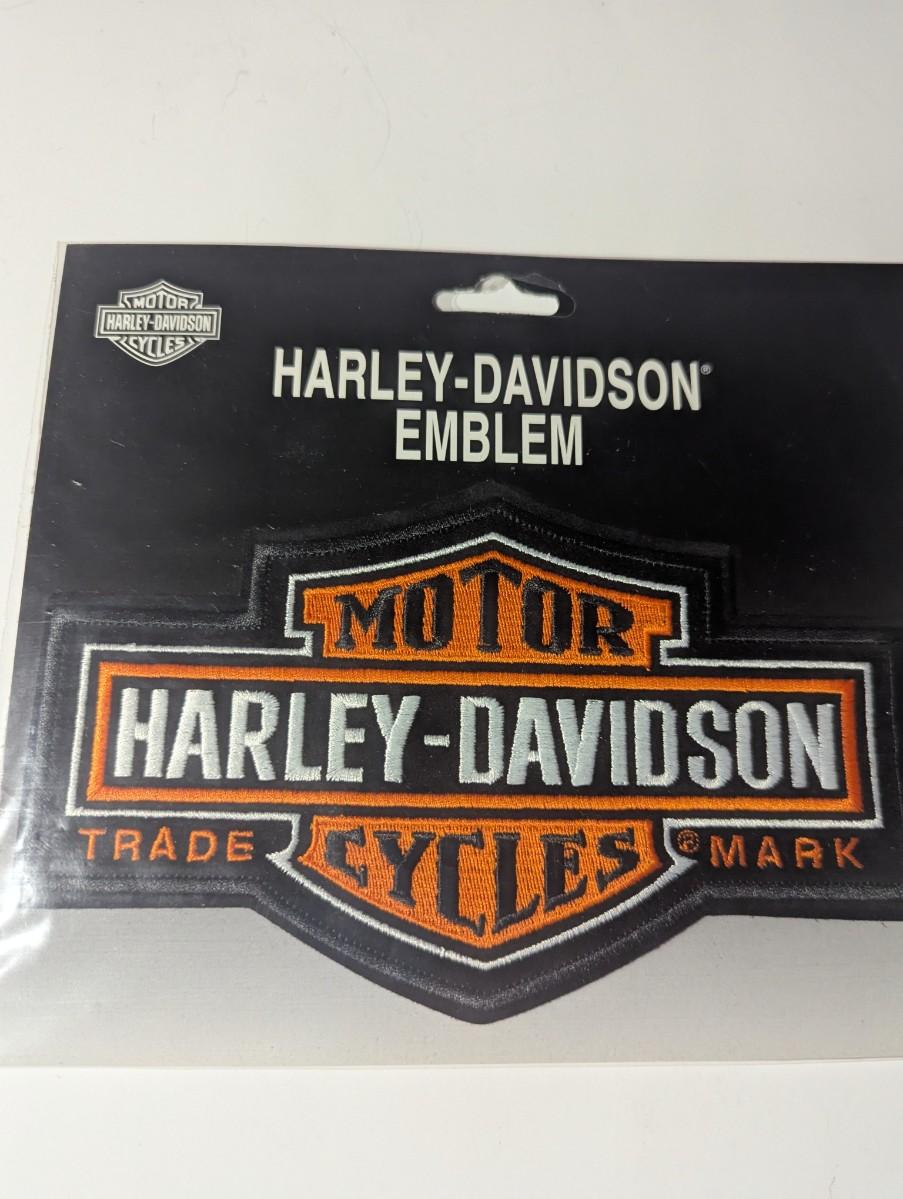 MOTOR
HARLEY-DAVIDSON
CYCLES
HARLEY-DAVIDSON®
EMBLEM
MOTOR
HARLEY-DAVIDSON
TRADE CYCLES ®MARK